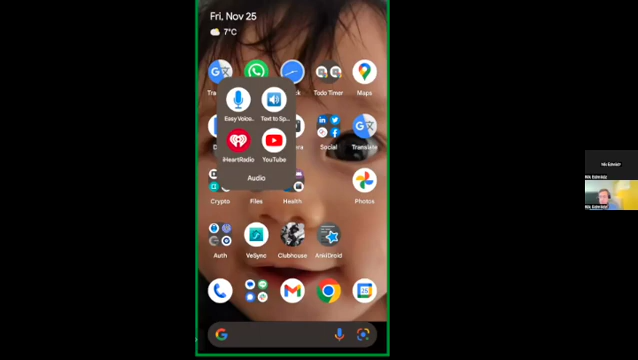 Fri, Nov 25
7°C
Todo Timer
Maps
Easy Voice..
Text to Sp...
iHeartRadio
YouTube
Social
Translate
Audio
Crypto
Files
Health
Photos
Auth
VeSync
Clubhouse
AnkiDroid